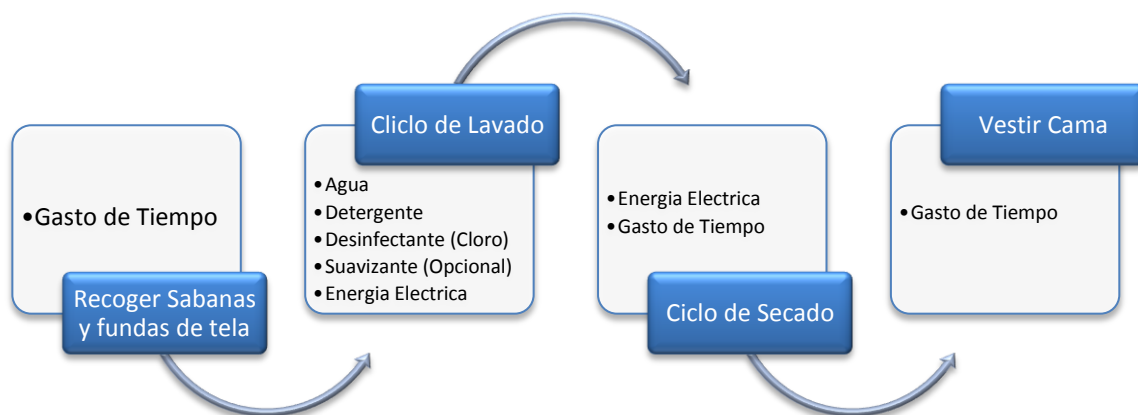 •Gasto de Tiempo
Recoger Sabanas
y fundas de tela
Cliclo de Lavado
•Agua
•Detergente
•Desinfectante (Cloro)
•Suavizante (Opcional)
•Energia Electrica
•Energia Electrica
•Gasto de Tiempo
Ciclo de Secado
Vestir Cama
•Gasto de Tiempo